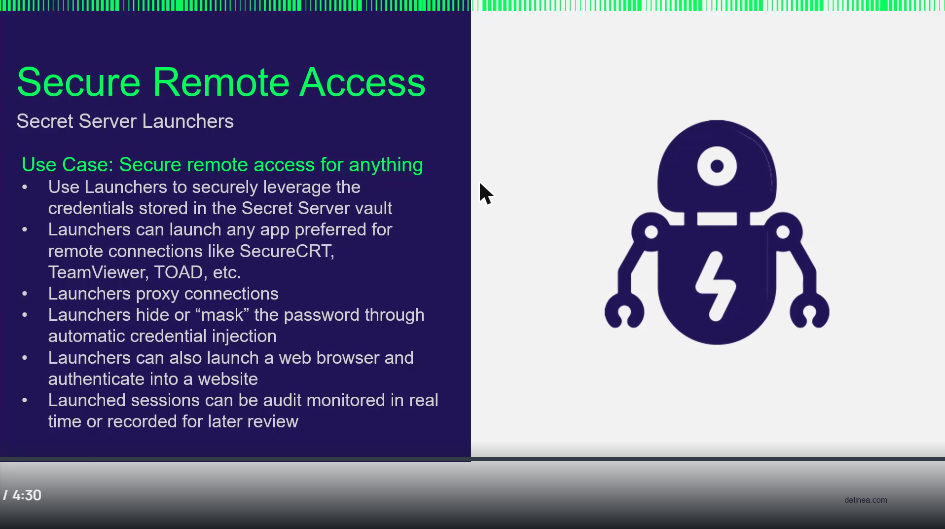 Secure Remote Access
Secret Server Launchers
Use Case: Secure remote access for anything
• Use Launchers to securely leverage the
credentials stored in the Secret Server vault
• Launchers can launch any app preferred for
remote connections like SecureCRT,
TeamViewer, TOAD, etc.
• Launchers proxy connections
• Launchers hide or “mask” the password through
automatic credential injection
• Launchers can also launch a web browser and
authenticate into a website
• Launched sessions can be audit monitored in real
time or recorded for later review
/ 4:30
delinea.com